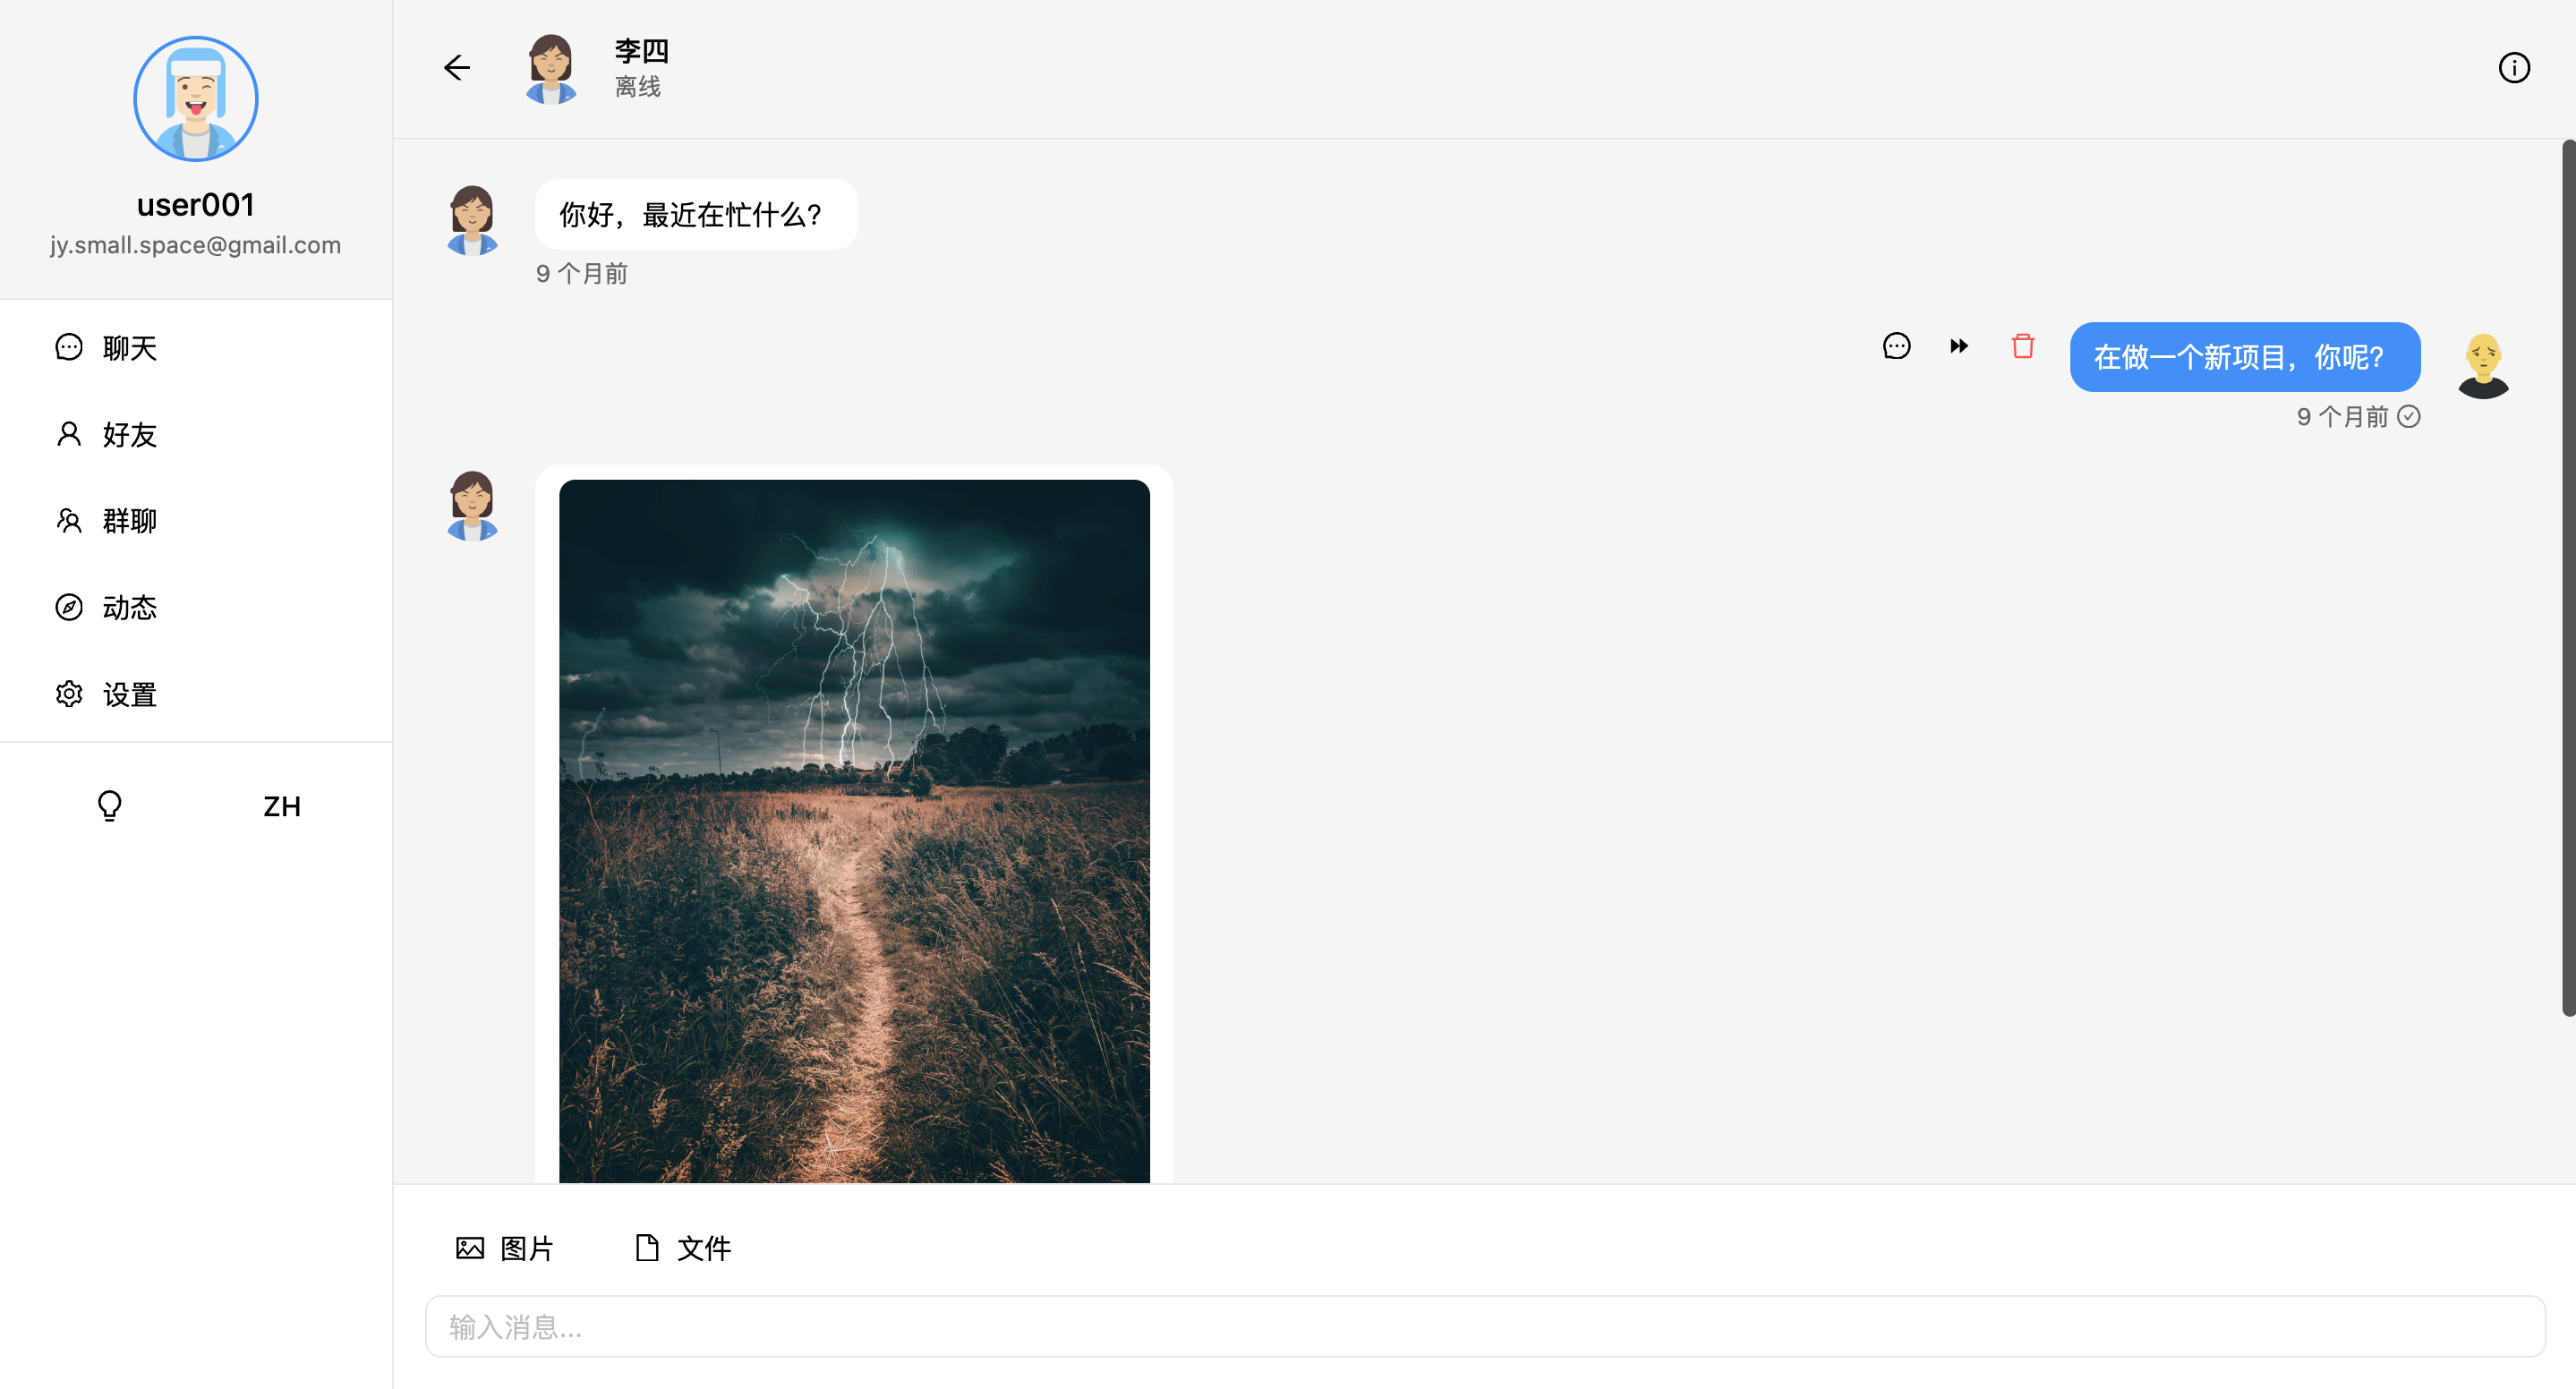 user001
jy.small.space@gmail.com
聊天
好友
群聊
动态
设置
ZH
李四
离线
你好，最近在忙什么？
9 个月前
在做一个新项目，你呢？
9 个月前
图片
文件
输入消息...